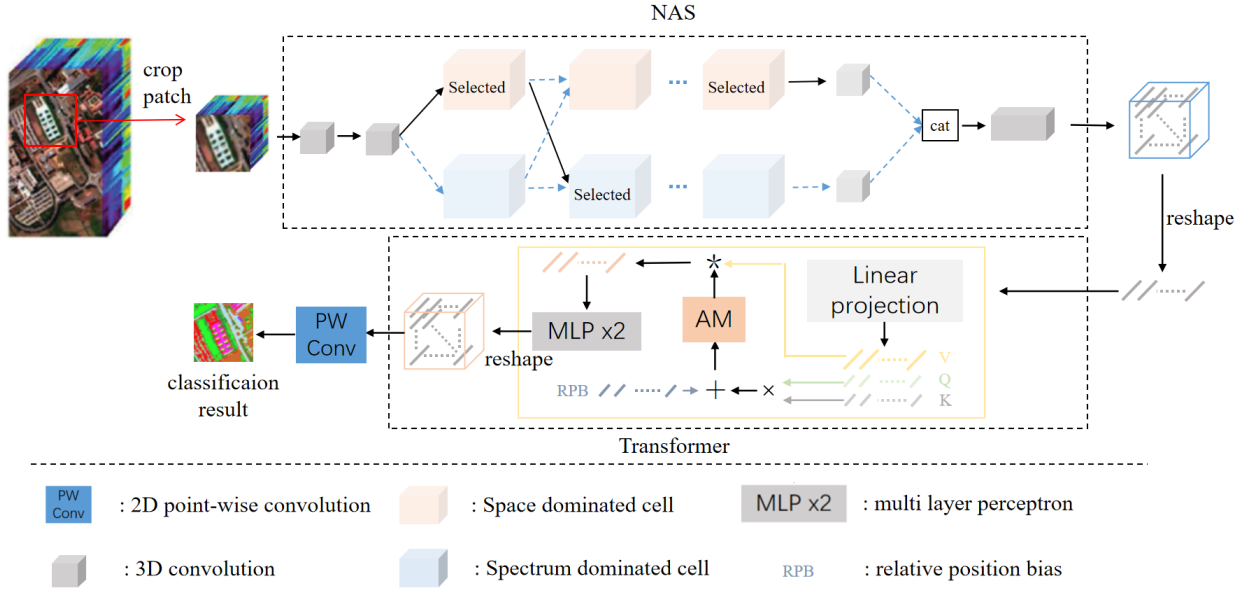 NAS
crop
patch
Selected
Selected
cat
Selected
reshape
Linear
projection
*
AM
MLP x2
PW
Conv
reshape
V
Q
K
RPB
+
×
classificaion
result
Transformer
PW
Conv
: 2D point-wise convolution
: Space dominated cell
MLP x2
: multi layer perceptron
: 3D convolution
: Spectrum dominated cell
RPB
: relative position bias